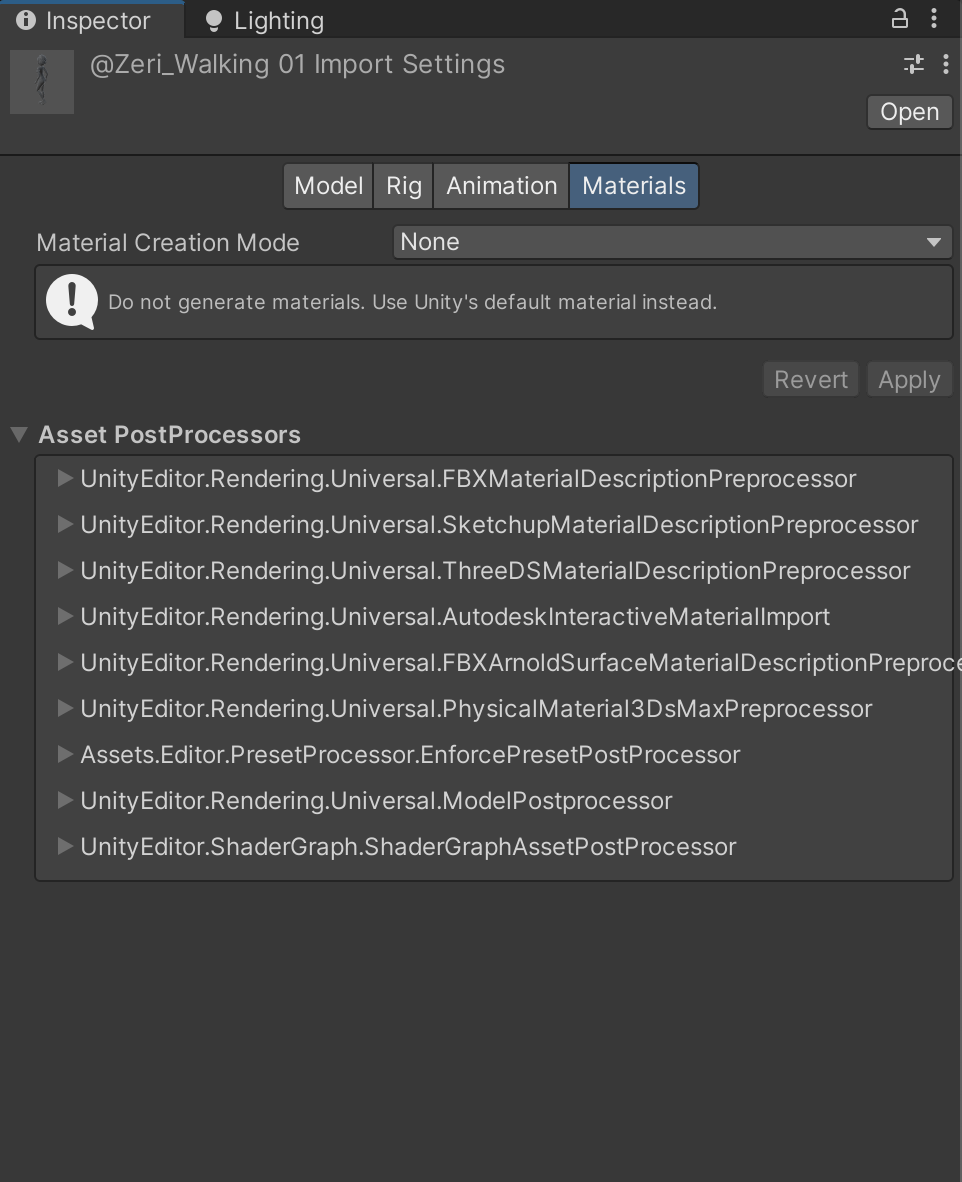 Inspector
Lighting
@Zeri_Walking 01 Import Settings
Open
Model
Rig
Animation
Materials
Material Creation Mode
None
Do not generate materials. Use Unity's default material instead.
Revert
Apply
Asset PostProcessors
UnityEditor.Rendering.Universal.FBXMaterialDescriptionPreprocessor
UnityEditor.Rendering.Universal.SketchupMaterialDescriptionPreprocessor
UnityEditor.Rendering.Universal.ThreeDSMaterialDescriptionPreprocessor
UnityEditor.Rendering.Universal.AutodeskInteractiveMaterialImport
UnityEditor.Rendering.Universal.FBXArnoldSurfaceMaterialDescriptionPreproce
UnityEditor.Rendering.Universal.PhysicalMaterial3DsMaxPreprocessor
Assets.Editor.PresetProcessor.EnforcePresetPostProcessor
UnityEditor.Rendering.Universal.ModelPostprocessor
UnityEditor.ShaderGraph.ShaderGraphAssetPostProcessor